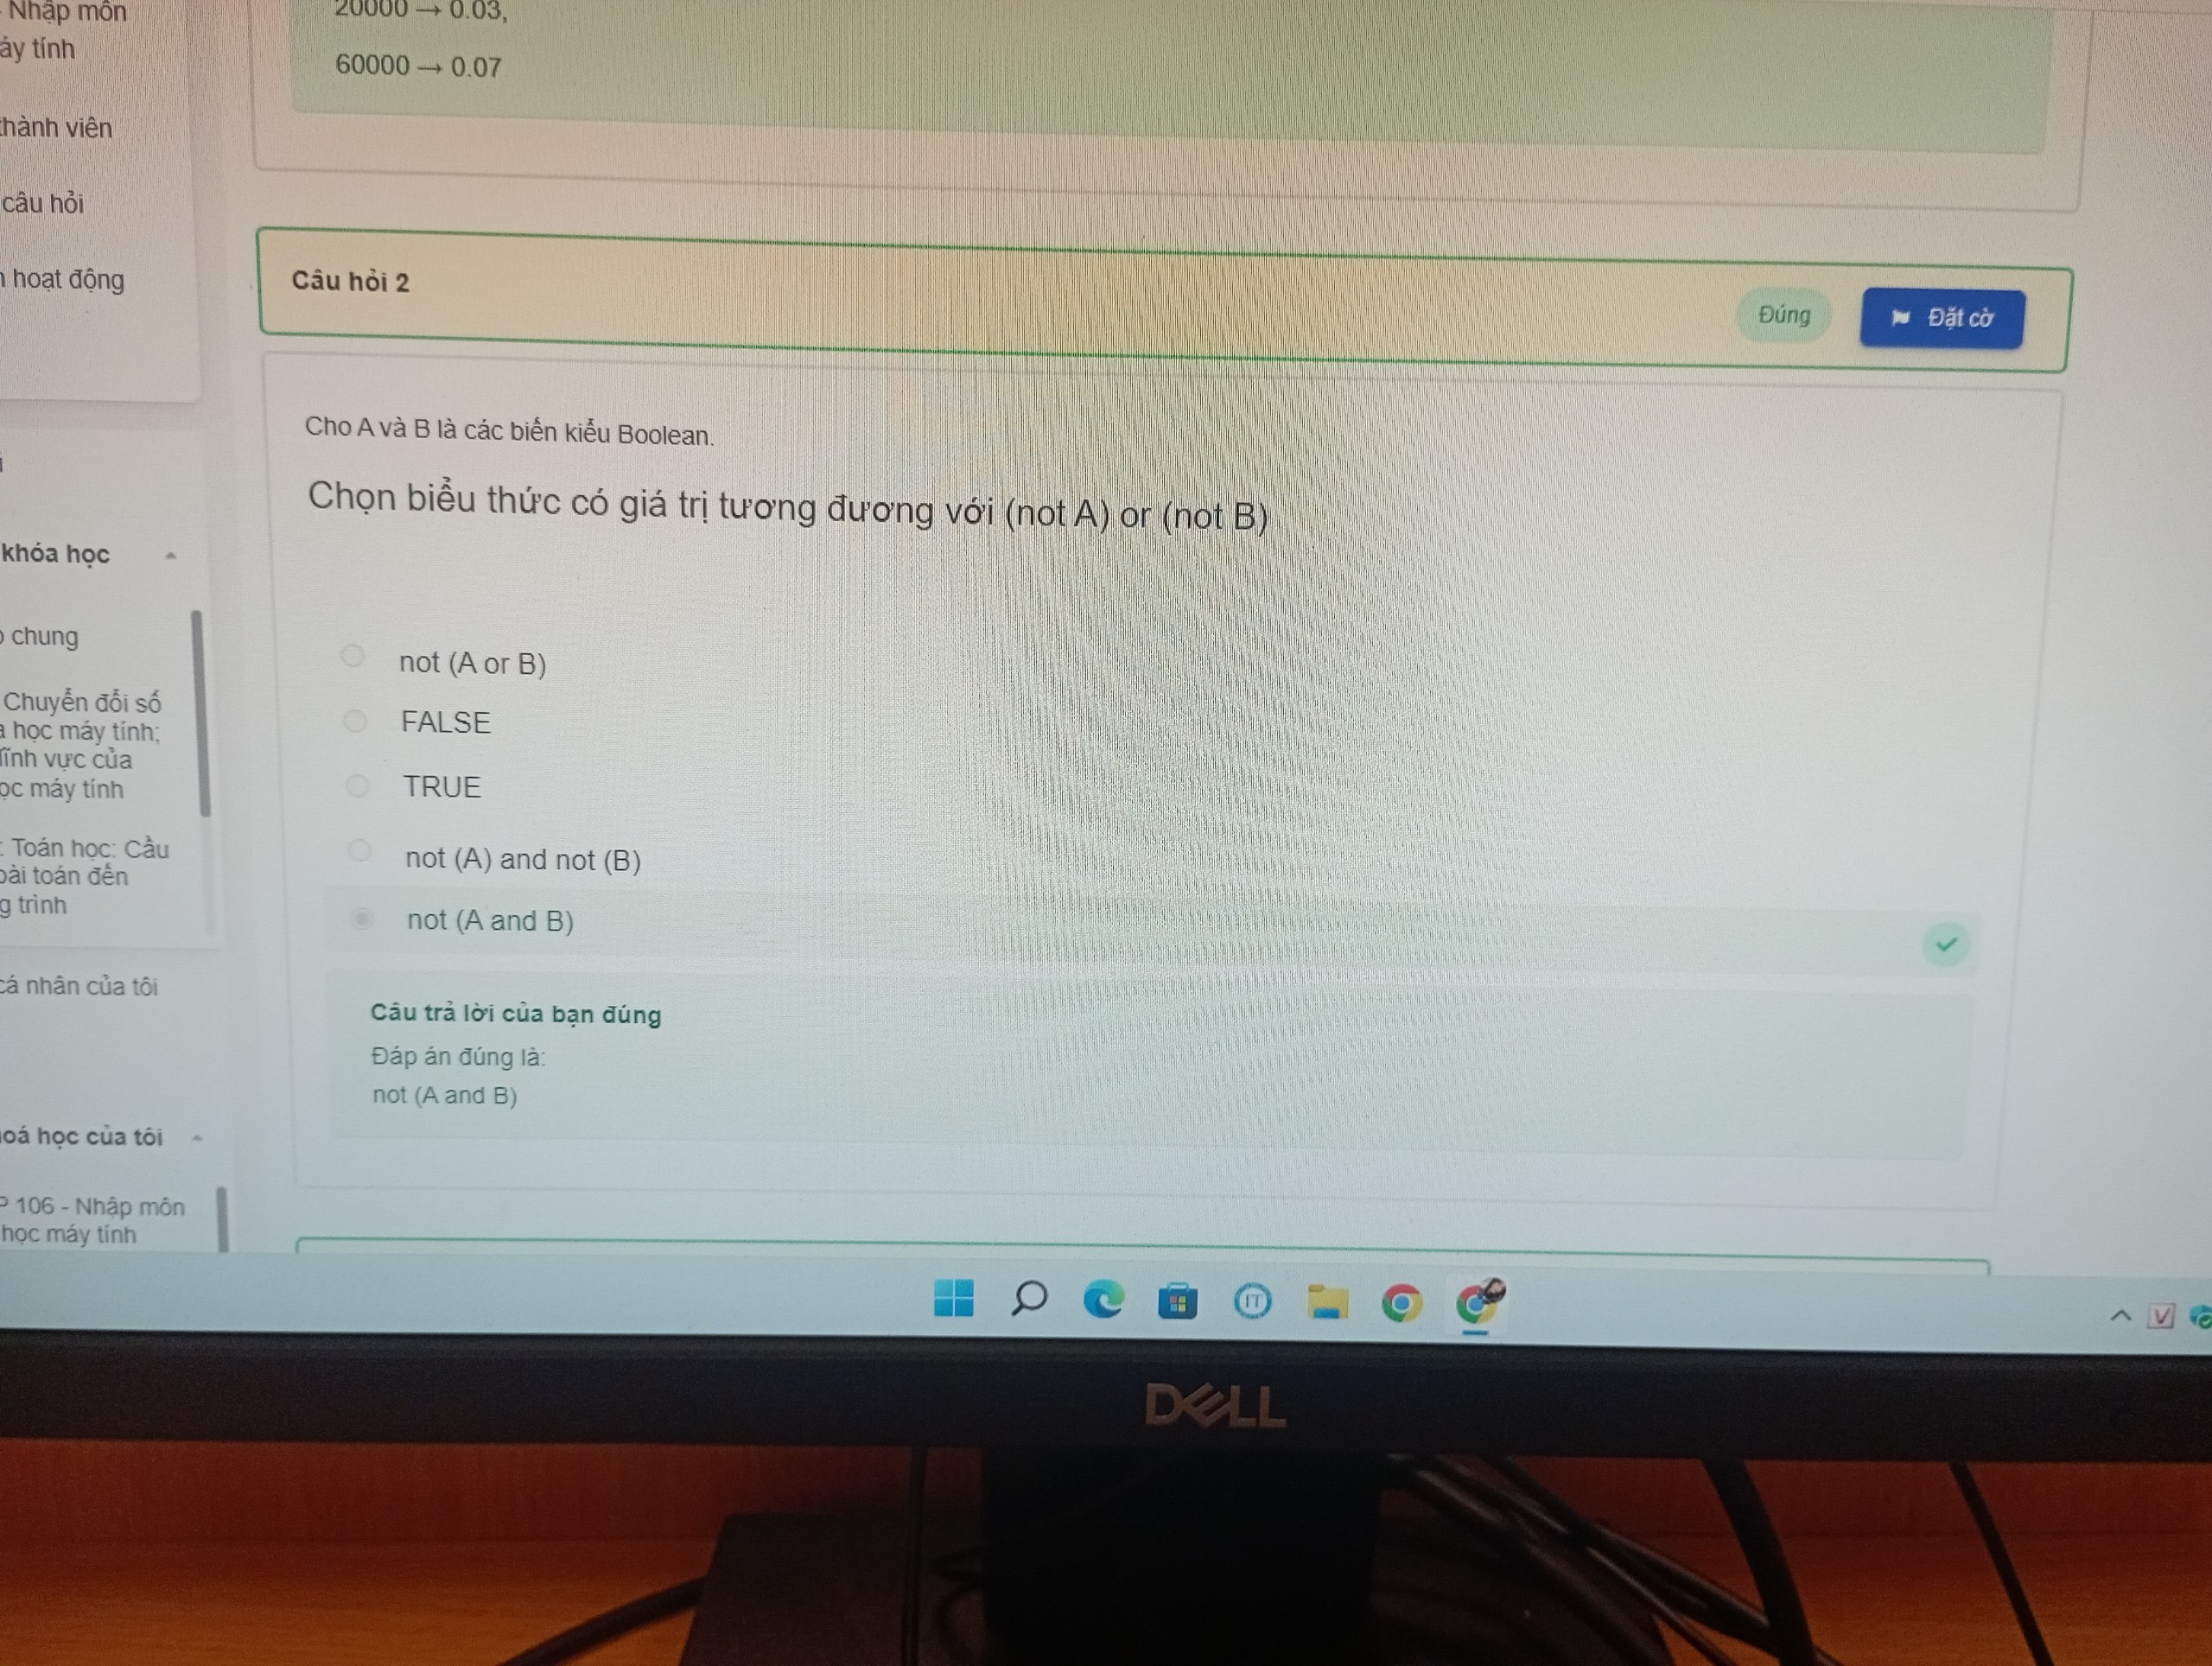 Nhập môn
áy tính
hành viên
câu hỏi
hoạt động
khóa học
chung
Chuyển đổi số
học máy tính;
lĩnh vực của
ọc máy tính
: Toán học: Cầu
bài toán đến
g trình
cá nhân của tôi
oá học của tôi
P 106 - Nhập môn
học máy tính
20000 → 0.03,
60000 → 0.07
Câu hỏi 2
Đúng
Đặt cờ
Cho A và B là các biến kiểu Boolean.
Chọn biểu thức có giá trị tương đương với (not A) or (not B)
not (A or B)
FALSE
TRUE
not (A) and not (B)
not (A and B)
Câu trả lời của bạn đúng
Đáp án đúng là:
not (A and B)
IT
V
DELL